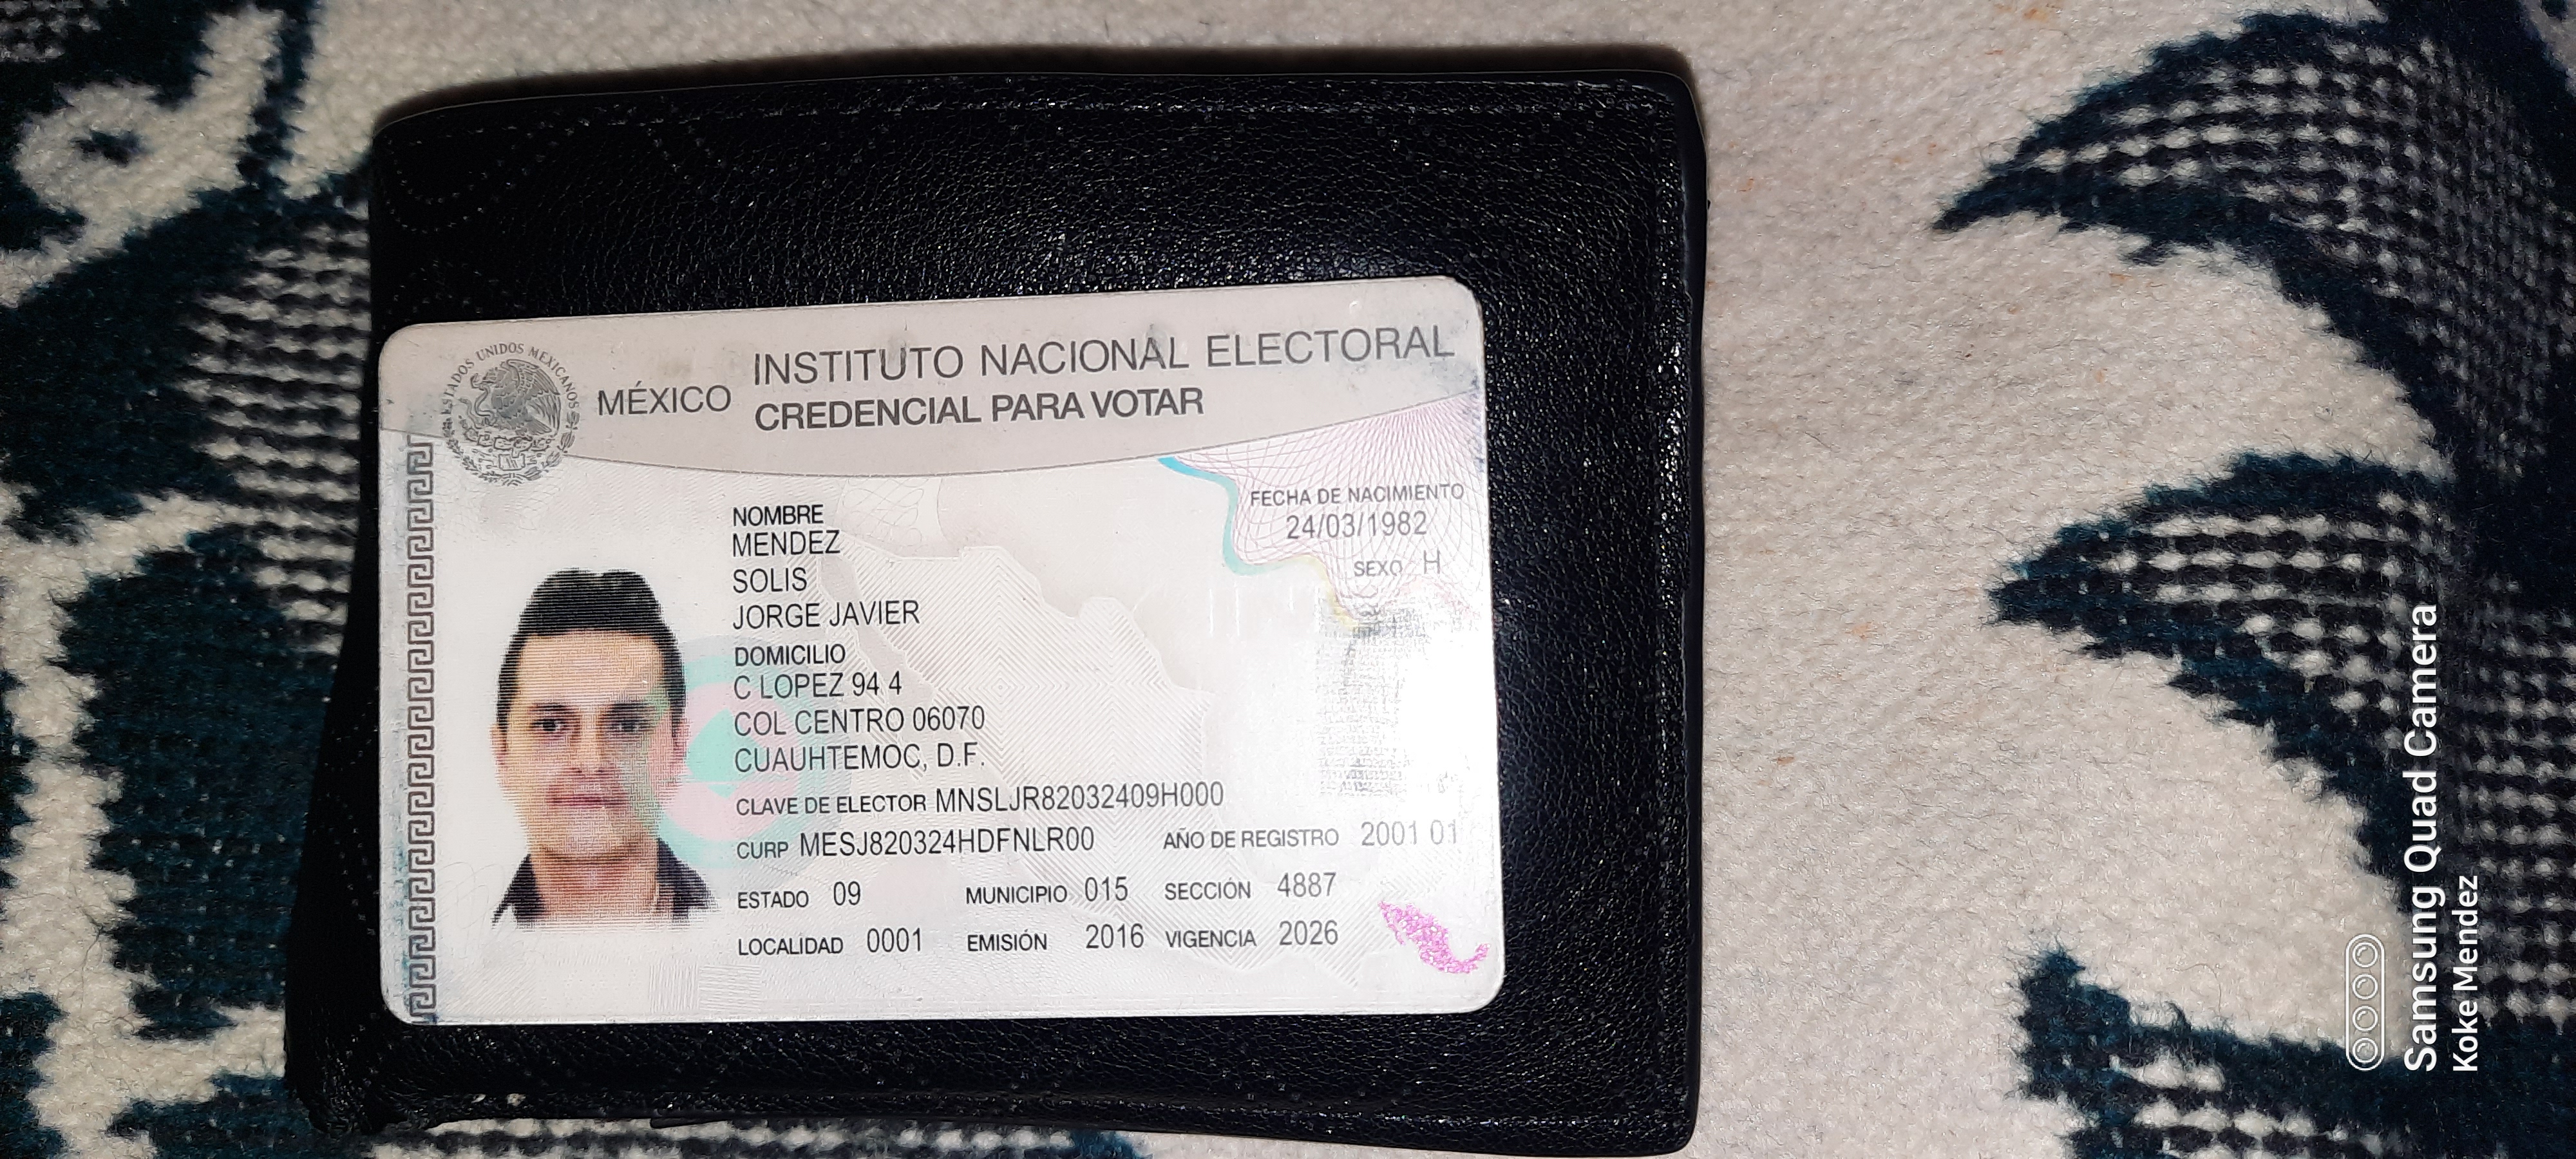 ESTADOS UNIDOS MEXICANOS
MÉXICO
INSTITUTO NACIONAL ELECTORAL
CREDENCIAL PARA VOTAR
FECHA DE NACIMIENTO
24/03/1982
SEXO H
NOMBRE
MENDEZ
SOLIS
JORGE JAVIER
DOMICILIO
C LOPEZ 94 4
COL CENTRO 06070
CUAUHTEMOC, D.F.
CLAVE DE ELECTOR MNSLJR82032409H000
CURP MESJ820324HDFNLR00 AÑO DE REGISTRO 2001 01
ESTADO 09 MUNICIPIO 015 SECCIÓN 4887
LOCALIDAD 0001 EMISIÓN 2016 VIGENCIA 2026
Samsung Quad Camera
Koke Mendez